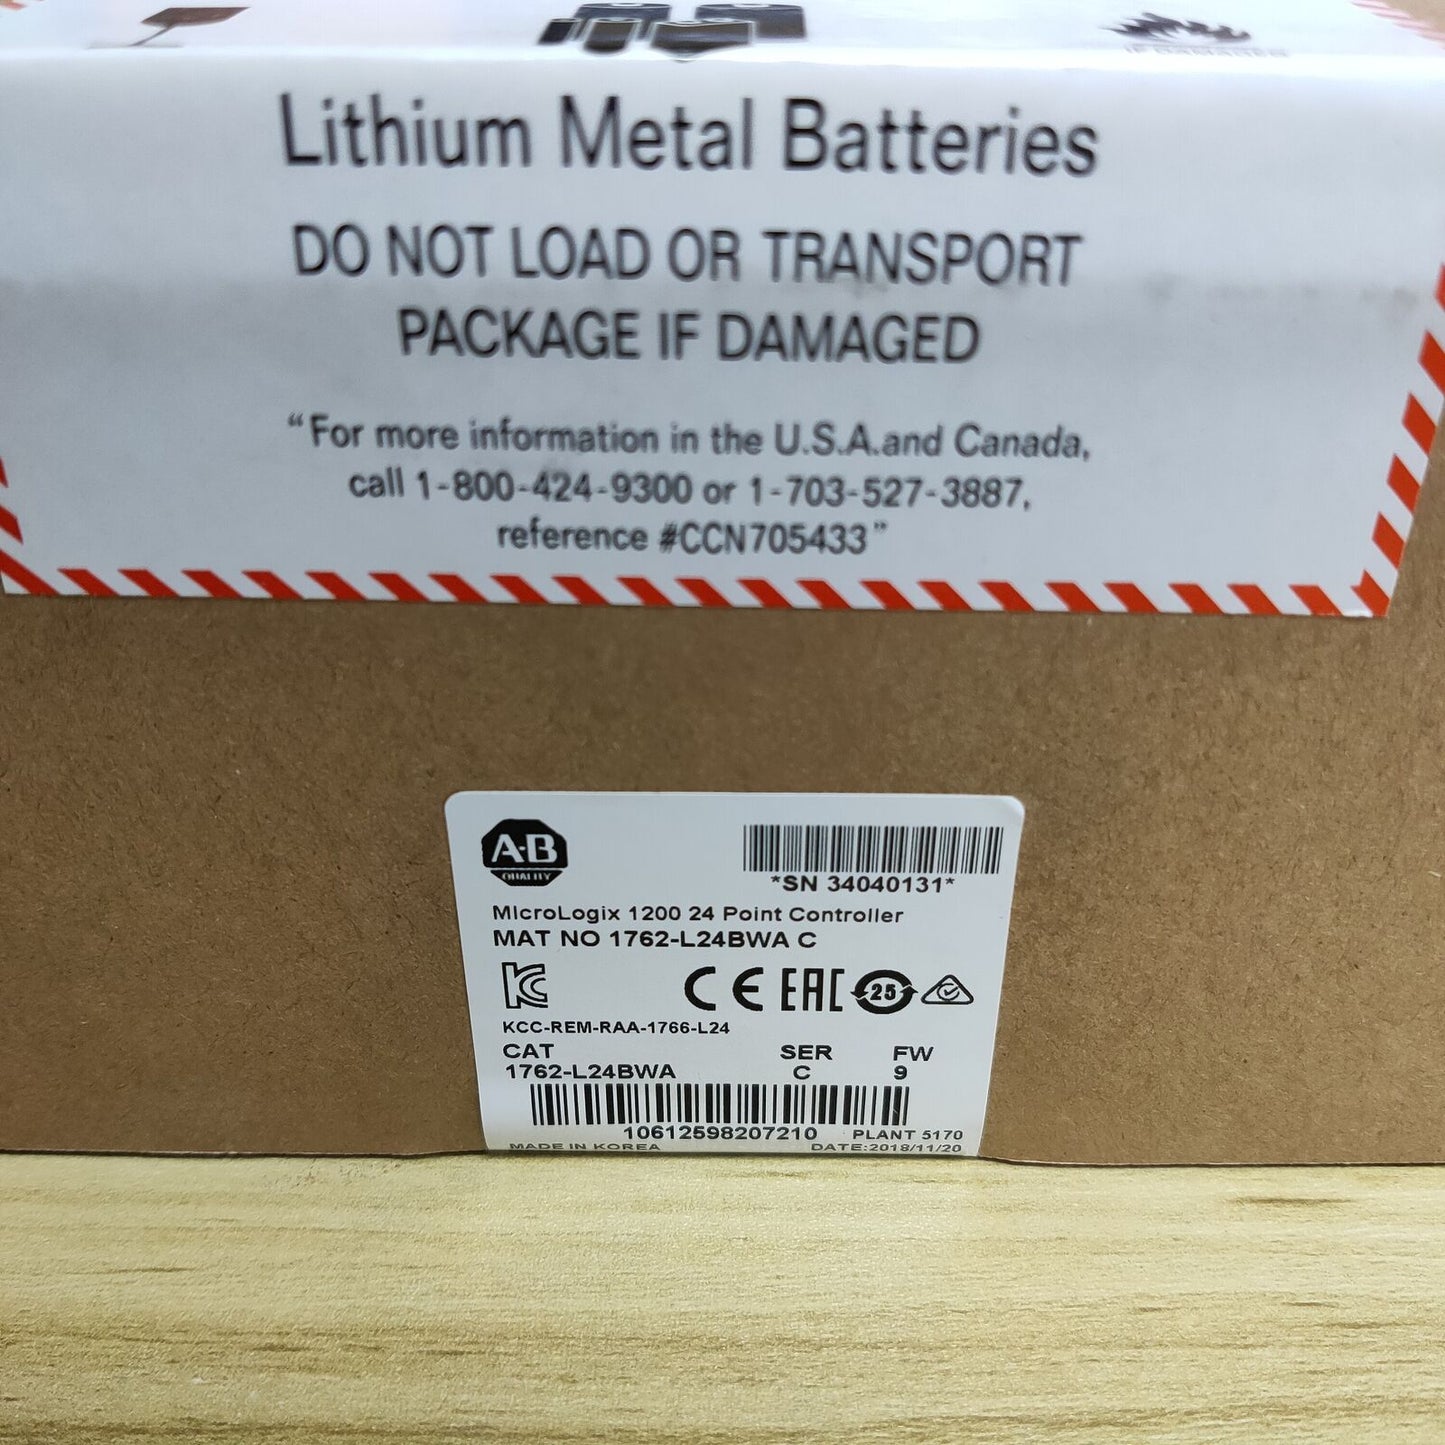 IF DAMAGED
Lithium Metal Batteries
DO NOT LOAD OR TRANSPORT
PACKAGE IF DAMAGED
“For more information in the U.S.A.and Canada,
call 1-800-424-9300 or 1-703-527-3887,
reference #CCN705433”
A-B
QUALITY
*SN 34040131*
MicroLogix 1200 24 Point Controller
MAT NO 1762-L24BWA C
KC
CE EAC 25
KCC-REM-RAA-1766-L24
CAT SER FW
1762-L24BWA C 9
10612598207210 PLANT 5170
MADE IN KOREA DATE:2018/11/20